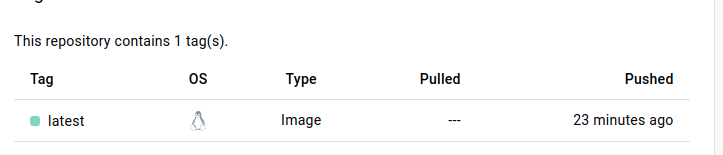 This repository contains 1 tag(s).
Tag OS Type Pulled Pushed
latest Image --- 23 minutes ago